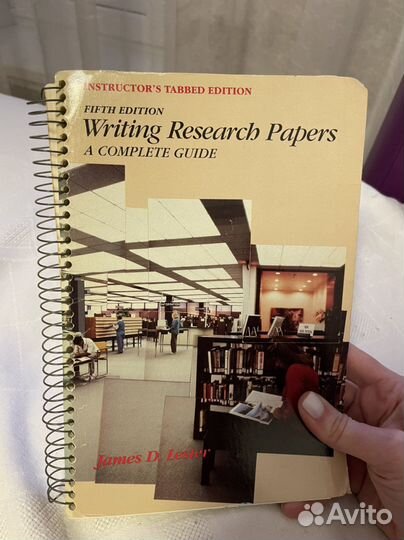 INSTRUCTOR'S TABBED EDITION
FIFTH EDITION
Writing Research Papers
A COMPLETE GUIDE
James D. Lester
Avito